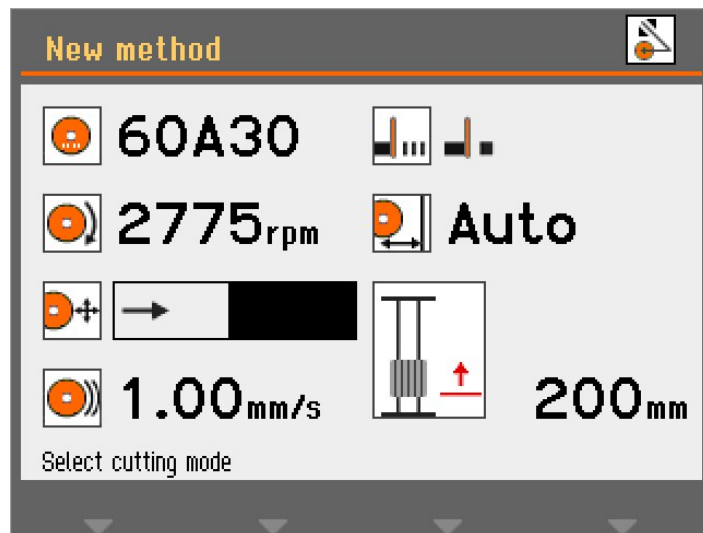 New method
60A30
2775rpm
Auto
1.00mm/s
200mm
Select cutting mode